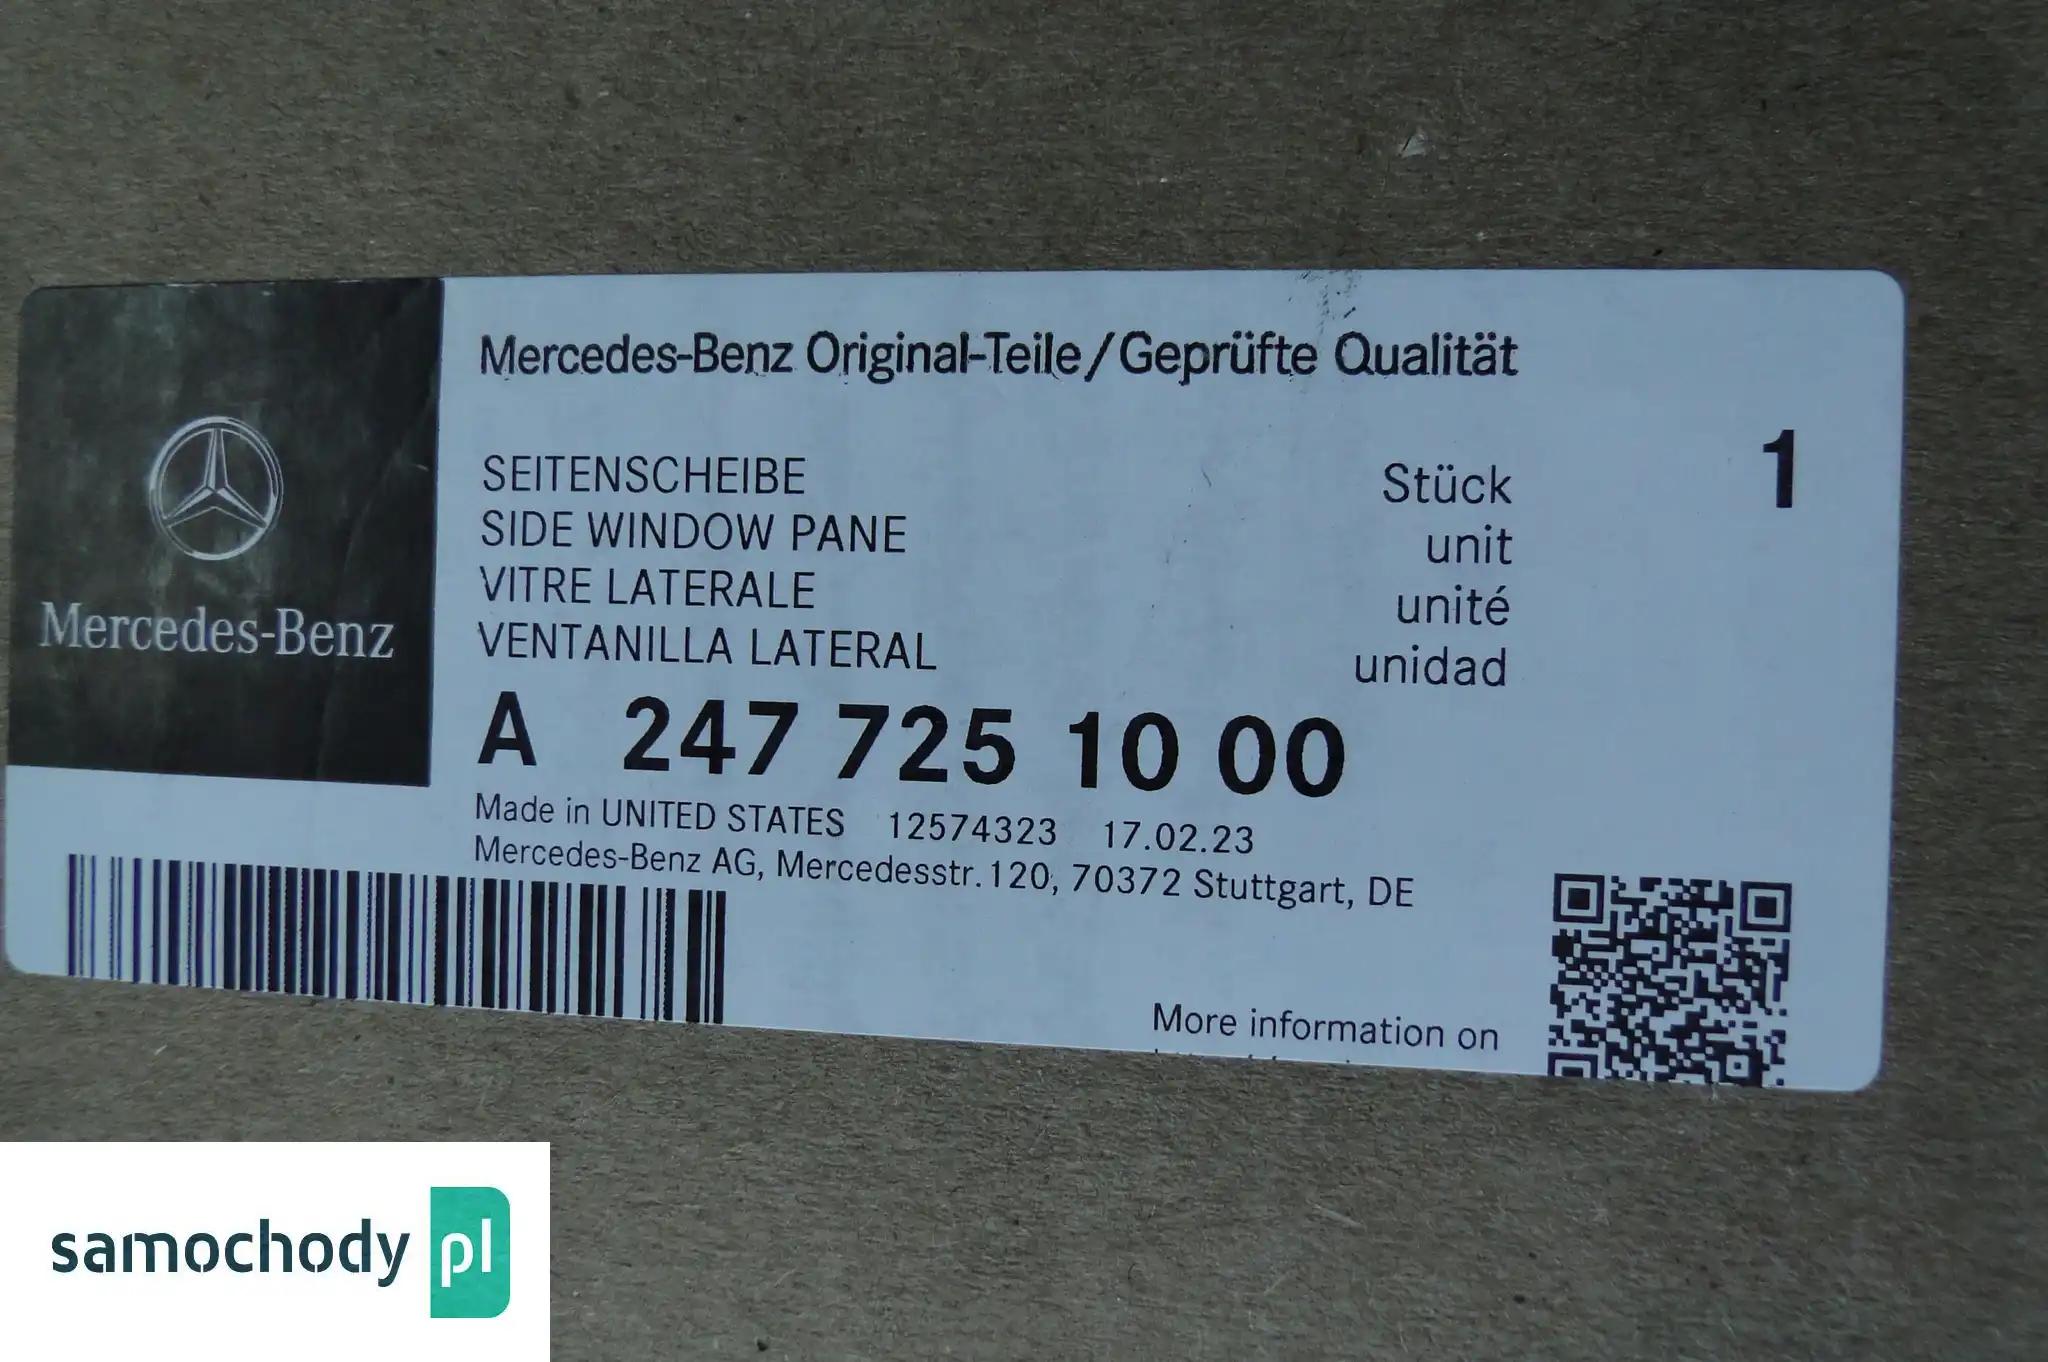 Mercedes-Benz
Mercedes-Benz Original-Teile/Geprüfte Qualität
SEITENSCHEIBE
SIDE WINDOW PANE
VITRE LATERALE
VENTANILLA LATERAL
Stück
unit
unité
unidad
1
A 247 725 10 00
Made in UNITED STATES 12574323 17.02.23
Mercedes-Benz AG, Mercedesstr. 120, 70372 Stuttgart, DE
More information on
samochody pl